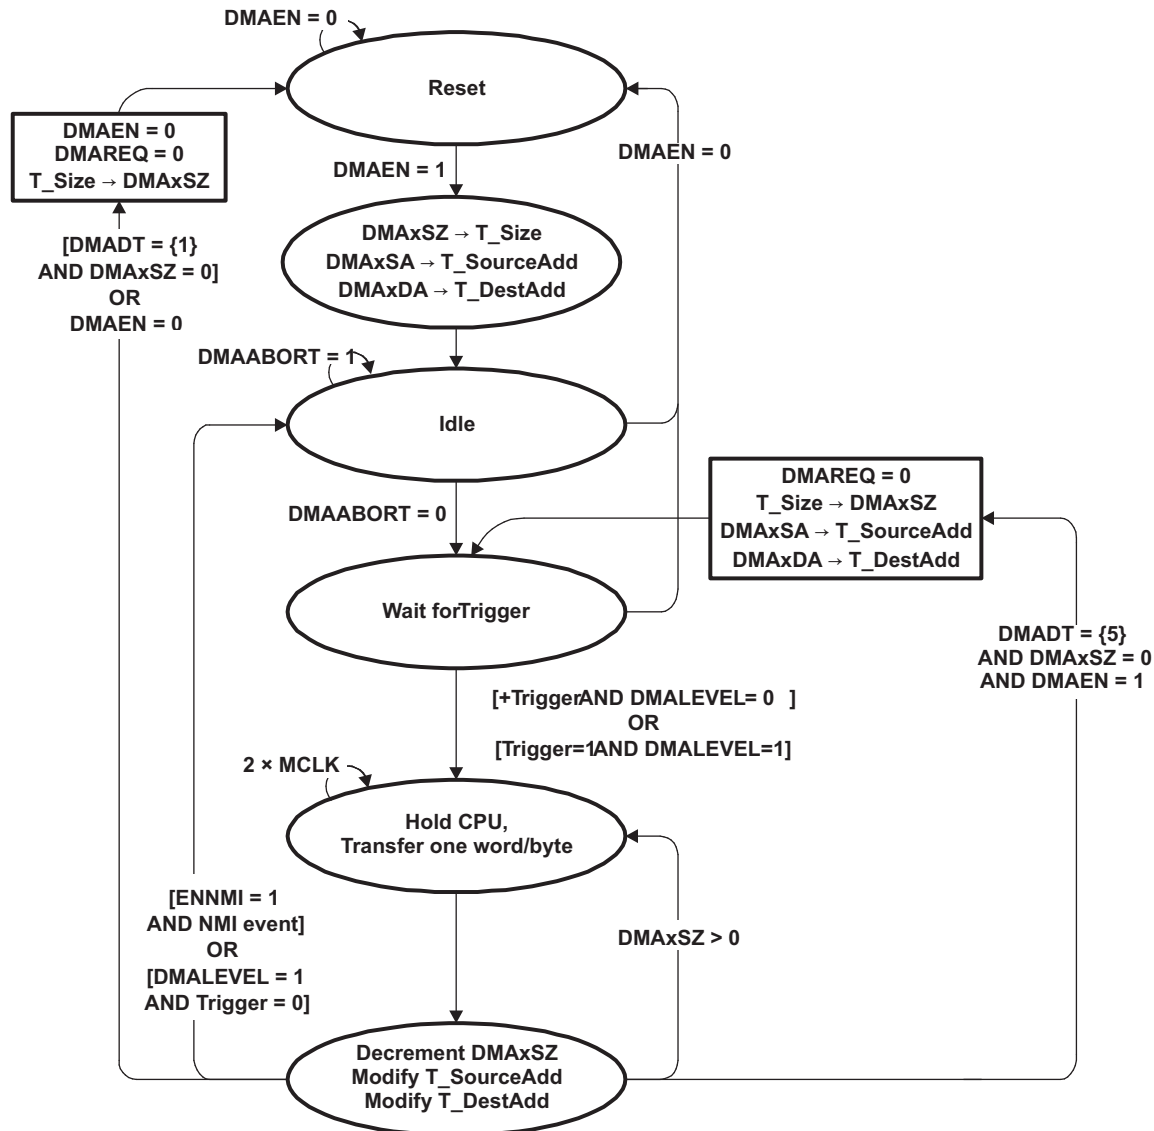 DMAEN = 0
Reset
DMAEN = 0
DMAREQ = 0
T_Size → DMAxSZ
DMAEN = 0
DMAEN = 1
DMAxSZ → T_Size
DMAxSA → T_SourceAdd
DMAxDA → T_DestAdd
[DMADT = {1}
AND DMAxSZ = 0]
OR
DMAEN = 0
DMAABORT = 1
Idle
DMAABORT = 0
DMAREQ = 0
T_Size → DMAxSZ
DMAxSA → T_SourceAdd
DMAxDA → T_DestAdd
Wait forTrigger
DMADT = {5}
AND DMAxSZ = 0
AND DMAEN = 1
[+TriggerAND DMALEVEL= 0 ]
OR
[Trigger=1AND DMALEVEL=1]
2 × MCLK
Hold CPU,
Transfer one word/byte
[ENNMI = 1
AND NMI event]
OR
[DMALEVEL = 1
AND Trigger = 0]
DMAxSZ > 0
Decrement DMAxSZ
Modify T_SourceAdd
Modify T_DestAdd